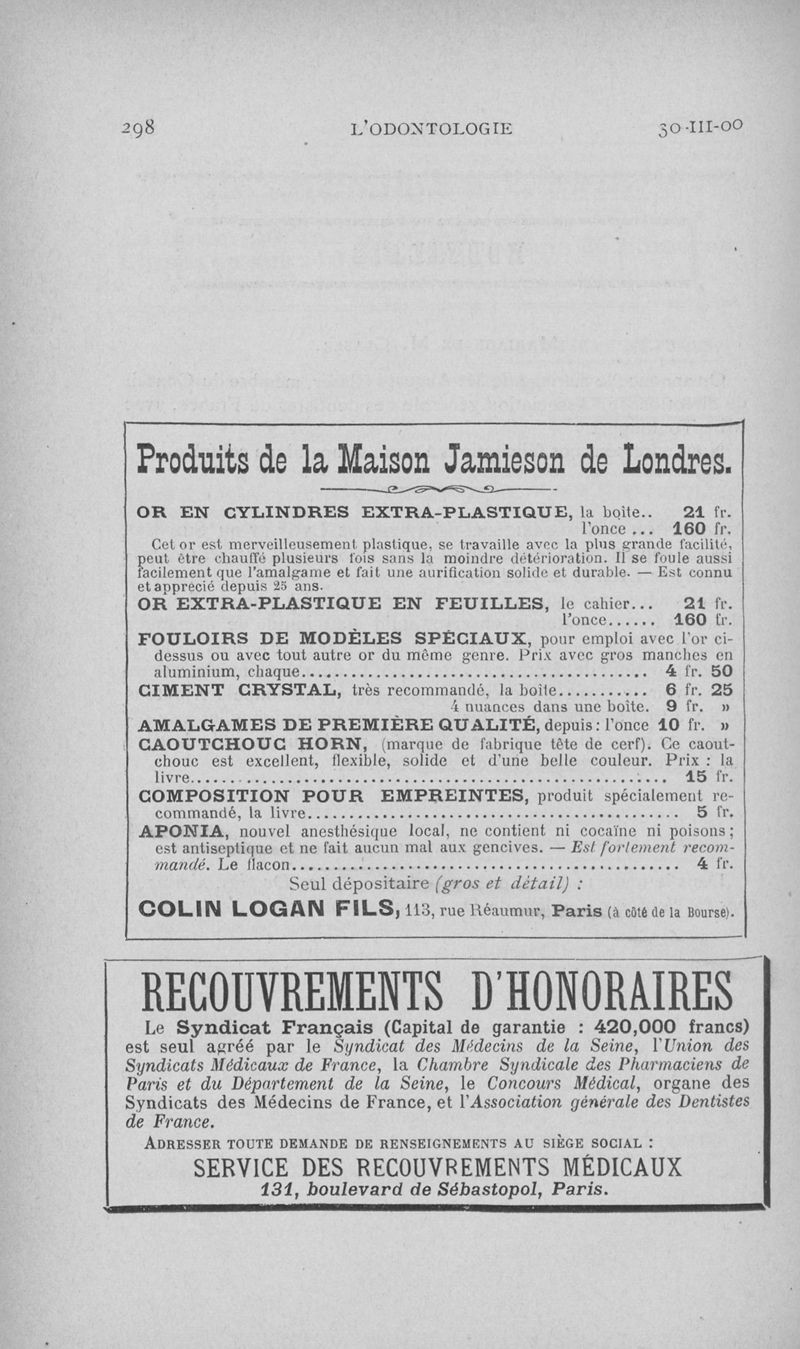 298
L'ODONTOLOGIE
30-III-00
Produits de la Maison Jamieson de Londres.
OR EN CYLINDRES EXTRA-PLASTIQUE, la boîte.. 21 fr.
l'once ... 160 fr.
Cet or est merveilleusement plastique, se travaille avec la plus grande facilité,
peut être chauffé plusieurs fois sans la moindre détérioration. Il se foule aussi
facilement que l'amalgame et fait une aurification solide et durable. — Est connu
et apprecié depuis 25 ans.
OR EXTRA-PLASTIQUE EN FEUILLES, le cahier... 21 fr.
l'once...... 160 fr.
FOULOIRS DE MODÈLES SPÉCIAUX, pour emploi avec l'or ci-
dessus ou avec tout autre or du même genre. Prix avec gros manches en
aluminium, chaque............................................ 4 fr. 50
CIMENT CRYSTAL, très recommandé, la boîte........... 6 fr. 25
4 nuances dans une boîte. 9 fr. »
AMALGAMES DE PREMIÈRE QUALITÉ, depuis : l'once 10 fr. »
CAOUTCHOUC HORN, (marque de fabrique tête de cerf). Ce caout-
chouc est excellent, flexible, solide et d'une belle couleur. Prix : la
livre............................................................ 15 fr.
COMPOSITION POUR EMPREINTES, produit spécialement re-
commandé, la livre............................................ 5 fr.
APONIA, nouvel anesthésique local, ne contient ni cocaïne ni poisons ;
est antiseptique et ne fait aucun mal aux gencives. — Est fortement recom-
mandé. Le flacon................................................ 4 fr.
Seul dépositaire (gros et détail) :
COLIN LOGAN FILS, 113, rue Réaumur, Paris (à côté de la Bourse).
RECOUVREMENTS D'HONORAIRES
Le Syndicat Français (Capital de garantie : 420,000 francs)
est seul agréé par le Syndicat des Médecins de la Seine, l'Union des
Syndicats Médicaux de France, la Chambre Syndicale des Pharmaciens de
Paris et du Département de la Seine, le Concours Médical, organe des
Syndicats des Médecins de France, et l'Association générale des Dentistes
de France.
ADRESSER TOUTE DEMANDE DE RENSEIGNEMENTS AU SIÈGE SOCIAL :
SERVICE DES RECOUVREMENTS MÉDICAUX
131, boulevard de Sébastopol, Paris.